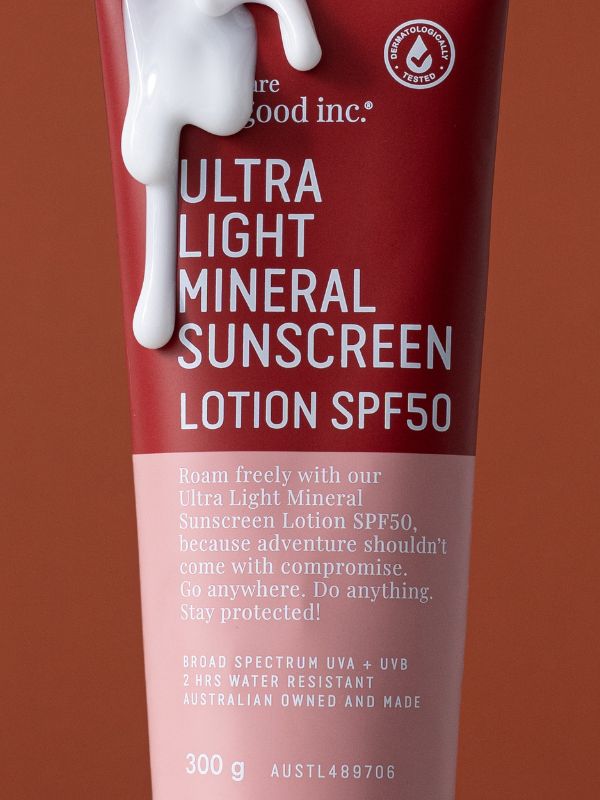 DERMATOLOGICALLY
TESTED
good inc.®
ULTRA
LIGHT
MINERAL
SUNSCREEN
LOTION SPF50
Roam freely with our
Ultra Light Mineral
Sunscreen Lotion SPF50,
because adventure shouldn't
come with compromise.
Go anywhere. Do anything.
Stay protected!
BROAD SPECTRUM UVA + UVB
2 HRS WATER RESISTANT
AUSTRALIAN OWNED AND MADE
300 g AUSTL489706